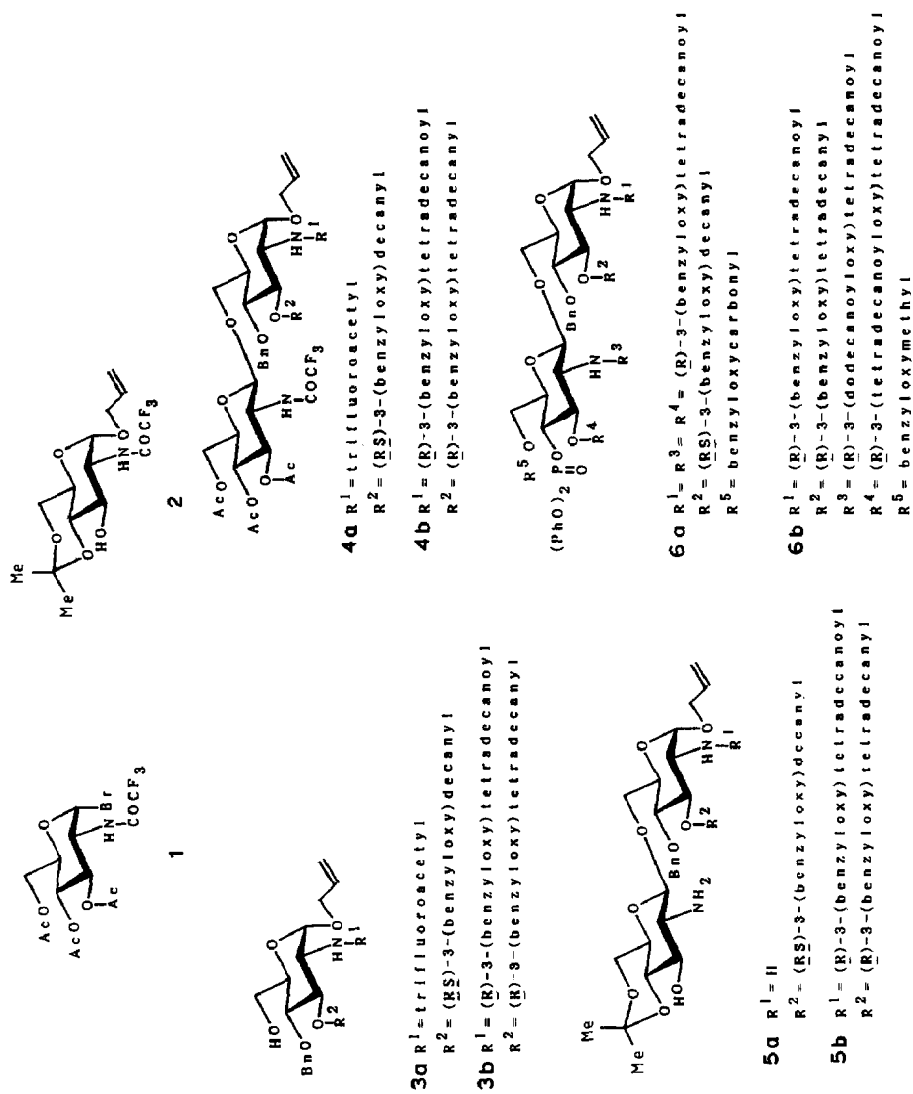 AcO
AcO
O
O
Ac
HN
Br
COCF₃
1
Me
Me
O
O
HO
O
HN
O
COCF₃
2
HO
BnO
O
O
R²
HN
R¹
O
3a R¹=trifluoroacetyl
R²=(RS)-3-(benzyloxy)decanyl
3b R¹=(R)-3-(benzyloxy)tetradecanoyl
R²=(R)-3-(benzyloxy)tetradecanyl
AcO
AcO
O
O
Ac
HN
COCF₃
O
BnO
O
O
R²
HN
R¹
O
4a R¹=trifluoroacetyl
R²=(RS)-3-(benzyloxy)decanyl
4b R¹=(R)-3-(benzyloxy)tetradecanoyl
R²=(R)-3-(benzyloxy)tetradecanyl
Me
Me
O
O
HO
O
NH₂
O
BnO
O
O
R²
HN
R¹
O
5a R¹=H
R²=(RS)-3-(benzyloxy)decanyl
5b R¹=(R)-3-(benzyloxy)tetradecanoyl
R²=(R)-3-(benzyloxy)tetradecanyl
R⁵
O
(PhO)₂PO
O
O
O
R⁴
HN
R³
O
BnO
O
O
R²
HN
R¹
O
6a R¹=R³=R⁴=(R)-3-(benzyloxy)tetradecanoyl
R²=(RS)-3-(benzyloxy)decanyl
R⁵=benzyloxycarbonyl
6b R¹=(R)-3-(benzyloxy)tetradecanoyl
R²=(R)-3-(benzyloxy)tetradecanyl
R³=(R)-3-(dodecanoyloxy)tetradecanoyl
R⁴=(R)-3-(tetradecanoyloxy)tetradecanoyl
R⁵=benzyloxymethyl